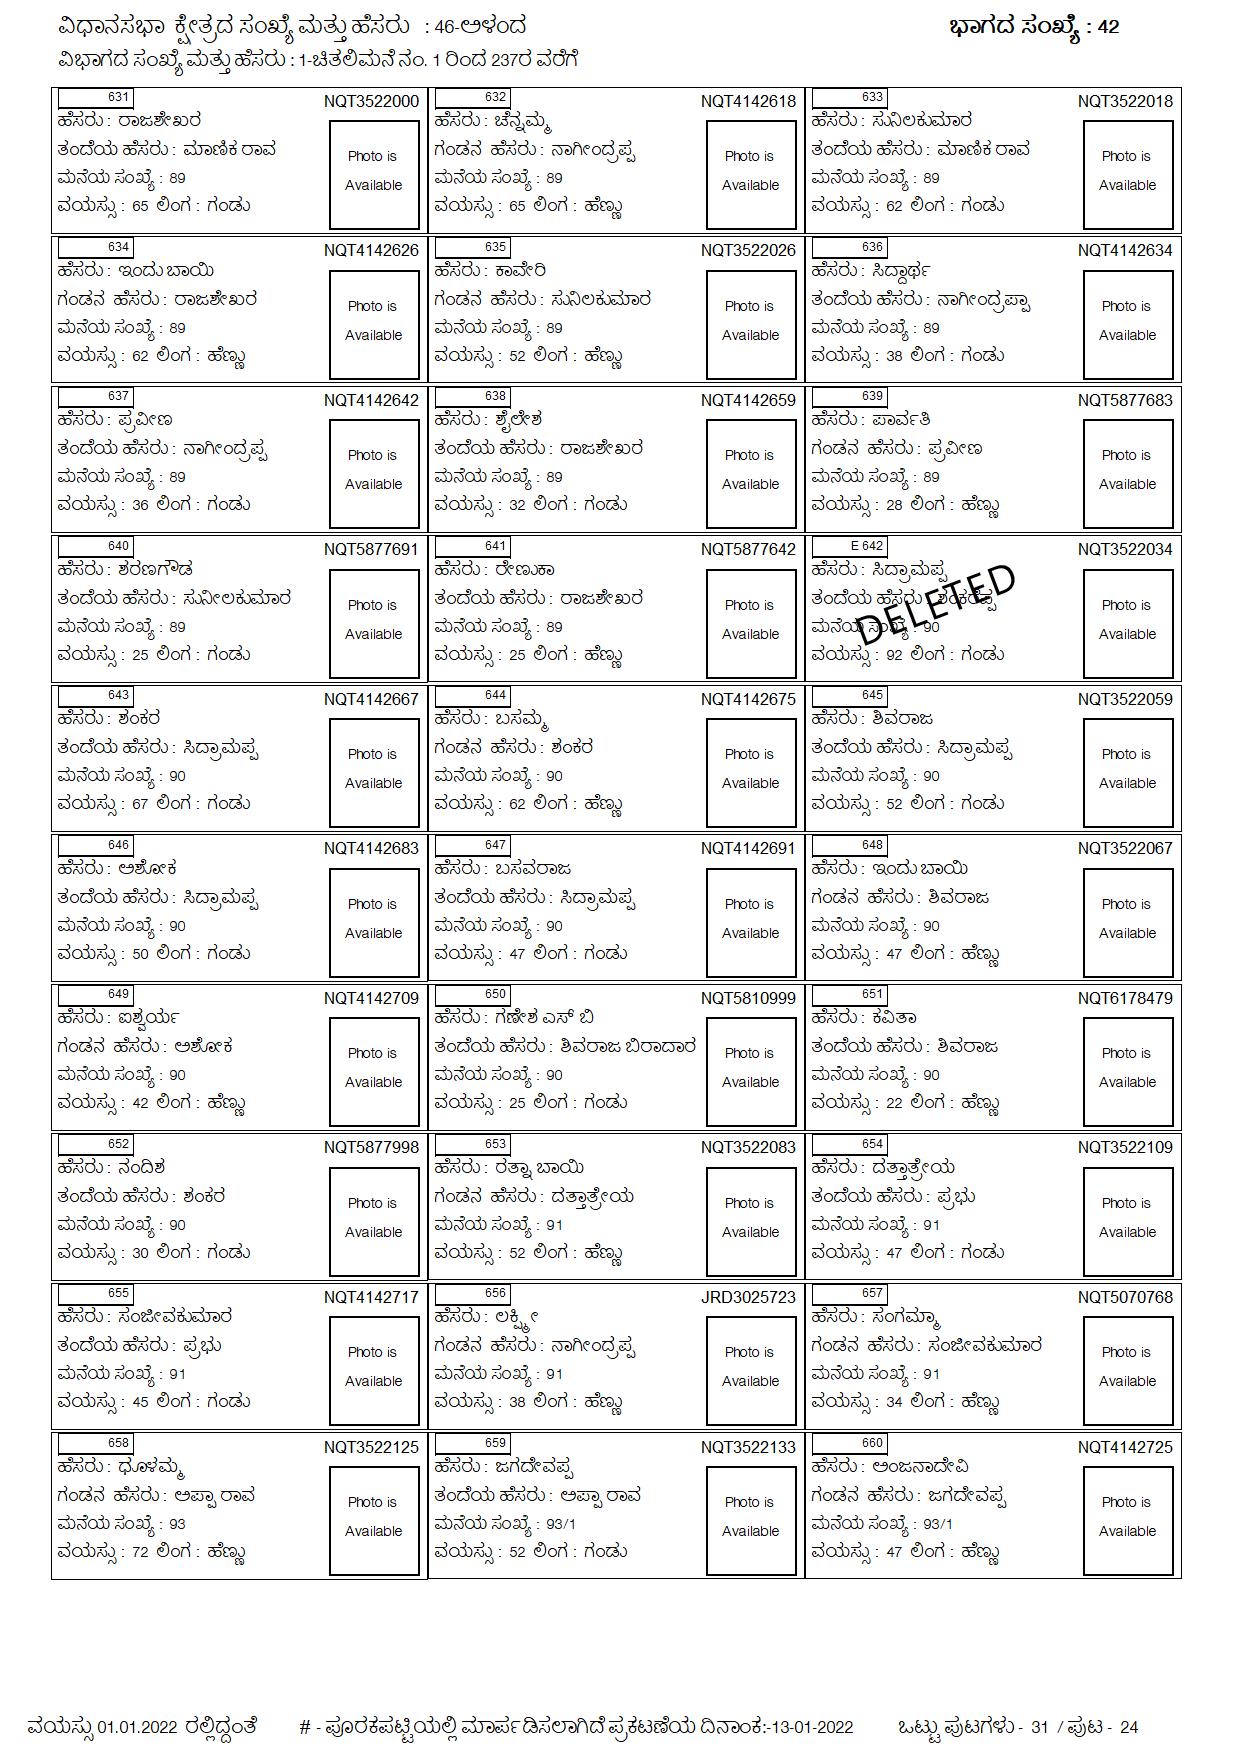 ವಿಧಾನಸಭಾ ಕ್ಷೇತ್ರದ ಸಂಖ್ಯೆ ಮತ್ತು ಹೆಸರು : 46-ಅಳಂದ ಭಾಗದ ಸಂಖ್ಯೆ : 42
ವಿಭಾಗದ ಸಂಖ್ಯೆ ಮತ್ತು ಹೆಸರು : 1-ಚಿತಲಿಮನೆ ನಂ. 1 ರಿಂದ 237ರ ವರೆಗೆ
631 NQT3522000 632 NQT4142618 633 NQT3522018
ಹೆಸರು : ರಾಜಶೇಖರ ಹೆಸರು : ಚೆನ್ನಮ್ಮ ಹೆಸರು : ಸುನಿಲಕುಮಾರ
ತಂದೆಯ ಹೆಸರು : ಮಾಣಿಕ ರಾವ Photo is ಗಂಡನ ಹೆಸರು : ನಾಗೀಂದ್ರಪ್ಪ Photo is ತಂದೆಯ ಹೆಸರು : ಮಾಣಿಕ ರಾವ Photo is
ಮನೆಯ ಸಂಖ್ಯೆ : 89 Available ಮನೆಯ ಸಂಖ್ಯೆ : 89 Available ಮನೆಯ ಸಂಖ್ಯೆ : 89 Available
ವಯಸ್ಸು : 65 ಲಿಂಗ : ಗಂಡು ವಯಸ್ಸು : 65 ಲಿಂಗ : ಹೆಣ್ಣು ವಯಸ್ಸು : 62 ಲಿಂಗ : ಗಂಡು
634 NQT4142626 635 NQT3522026 636 NQT4142634
ಹೆಸರು : ಇಂದು ಬಾಯಿ ಹೆಸರು : ಕಾವೇರಿ ಹೆಸರು : ಸಿದ್ದಾರ್ಥ
ಗಂಡನ ಹೆಸರು : ರಾಜಶೇಖರ Photo is ಗಂಡನ ಹೆಸರು : ಸುನಿಲಕುಮಾರ Photo is ತಂದೆಯ ಹೆಸರು : ನಾಗೀಂದ್ರಪ್ಪಾ Photo is
ಮನೆಯ ಸಂಖ್ಯೆ : 89 Available ಮನೆಯ ಸಂಖ್ಯೆ : 89 Available ಮನೆಯ ಸಂಖ್ಯೆ : 89 Available
ವಯಸ್ಸು : 62 ಲಿಂಗ : ಹೆಣ್ಣು ವಯಸ್ಸು : 52 ಲಿಂಗ : ಹೆಣ್ಣು ವಯಸ್ಸು : 38 ಲಿಂಗ : ಗಂಡು
637 NQT4142642 638 NQT4142659 639 NQT5877683
ಹೆಸರು : ಪ್ರವೀಣ ಹೆಸರು : ಶೈಲೇಶ ಹೆಸರು : ಪಾರ್ವತಿ
ತಂದೆಯ ಹೆಸರು : ನಾಗೀಂದ್ರಪ್ಪ Photo is ತಂದೆಯ ಹೆಸರು : ರಾಜಶೇಖರ Photo is ಗಂಡನ ಹೆಸರು : ಪ್ರವೀಣ Photo is
ಮನೆಯ ಸಂಖ್ಯೆ : 89 Available ಮನೆಯ ಸಂಖ್ಯೆ : 89 Available ಮನೆಯ ಸಂಖ್ಯೆ : 89 Available
ವಯಸ್ಸು : 36 ಲಿಂಗ : ಗಂಡು ವಯಸ್ಸು : 32 ಲಿಂಗ : ಗಂಡು ವಯಸ್ಸು : 28 ಲಿಂಗ : ಹೆಣ್ಣು
640 NQT5877691 641 NQT5877642 E 642 NQT3522034
ಹೆಸರು : ಶರಣಗೌಡ ಹೆಸರು : ರೇಣುಕಾ ಹೆಸರು : ಸಿದ್ರಾಮಪ್ಪ
ತಂದೆಯ ಹೆಸರು : ಸುನೀಲಕುಮಾರ Photo is ತಂದೆಯ ಹೆಸರು : ರಾಜಶೇಖರ Photo is ತಂದೆಯ ಹೆಸರು : ಶಂಕರೆಪ್ಪ Photo is
DELETED
ಮನೆಯ ಸಂಖ್ಯೆ : 89 Available ಮನೆಯ ಸಂಖ್ಯೆ : 89 Available ಮನೆಯ ಸಂಖ್ಯೆ : 90 Available
ವಯಸ್ಸು : 25 ಲಿಂಗ : ಗಂಡು ವಯಸ್ಸು : 25 ಲಿಂಗ : ಹೆಣ್ಣು ವಯಸ್ಸು : 92 ಲಿಂಗ : ಗಂಡು
643 NQT4142667 644 NQT4142675 645 NQT3522059
ಹೆಸರು : ಶಂಕರ ಹೆಸರು : ಬಸಮ್ಮ ಹೆಸರು : ಶಿವರಾಜ
ತಂದೆಯ ಹೆಸರು : ಸಿದ್ರಾಮಪ್ಪ Photo is ಗಂಡನ ಹೆಸರು : ಶಂಕರ Photo is ತಂದೆಯ ಹೆಸರು : ಸಿದ್ರಾಮಪ್ಪ Photo is
ಮನೆಯ ಸಂಖ್ಯೆ : 90 Available ಮನೆಯ ಸಂಖ್ಯೆ : 90 Available ಮನೆಯ ಸಂಖ್ಯೆ : 90 Available
ವಯಸ್ಸು : 67 ಲಿಂಗ : ಗಂಡು ವಯಸ್ಸು : 62 ಲಿಂಗ : ಹೆಣ್ಣು ವಯಸ್ಸು : 52 ಲಿಂಗ : ಗಂಡು
646 NQT4142683 647 NQT4142691 648 NQT3522067
ಹೆಸರು : ಅಶೋಕ ಹೆಸರು : ಬಸವರಾಜ ಹೆಸರು : ಇಂದು ಬಾಯಿ
ತಂದೆಯ ಹೆಸರು : ಸಿದ್ರಾಮಪ್ಪ Photo is ತಂದೆಯ ಹೆಸರು : ಸಿದ್ರಾಮಪ್ಪ Photo is ಗಂಡನ ಹೆಸರು : ಶಿವರಾಜ Photo is
ಮನೆಯ ಸಂಖ್ಯೆ : 90 Available ಮನೆಯ ಸಂಖ್ಯೆ : 90 Available ಮನೆಯ ಸಂಖ್ಯೆ : 90 Available
ವಯಸ್ಸು : 50 ಲಿಂಗ : ಗಂಡು ವಯಸ್ಸು : 47 ಲಿಂಗ : ಗಂಡು ವಯಸ್ಸು : 47 ಲಿಂಗ : ಹೆಣ್ಣು
649 NQT4142709 650 NQT5810999 651 NQT6178479
ಹೆಸರು : ಐಶ್ವರ್ಯ ಹೆಸರು : ಗಣೇಶ ಎಸ್ ಬಿ ಹೆಸರು : ಕವಿತಾ
ಗಂಡನ ಹೆಸರು : ಅಶೋಕ Photo is ತಂದೆಯ ಹೆಸರು : ಶಿವರಾಜ ಬಿರಾದಾರ Photo is ತಂದೆಯ ಹೆಸರು : ಶಿವರಾಜ Photo is
ಮನೆಯ ಸಂಖ್ಯೆ : 90 Available ಮನೆಯ ಸಂಖ್ಯೆ : 90 Available ಮನೆಯ ಸಂಖ್ಯೆ : 90 Available
ವಯಸ್ಸು : 42 ಲಿಂಗ : ಹೆಣ್ಣು ವಯಸ್ಸು : 25 ಲಿಂಗ : ಗಂಡು ವಯಸ್ಸು : 22 ಲಿಂಗ : ಹೆಣ್ಣು
652 NQT5877998 653 NQT3522083 654 NQT3522109
ಹೆಸರು : ನಂದಿಶ ಹೆಸರು : ರತ್ನಾ ಬಾಯಿ ಹೆಸರು : ದತ್ತಾತ್ರೇಯ
ತಂದೆಯ ಹೆಸರು : ಶಂಕರ Photo is ಗಂಡನ ಹೆಸರು : ದತ್ತಾತ್ರೇಯ Photo is ತಂದೆಯ ಹೆಸರು : ಪ್ರಭು Photo is
ಮನೆಯ ಸಂಖ್ಯೆ : 90 Available ಮನೆಯ ಸಂಖ್ಯೆ : 91 Available ಮನೆಯ ಸಂಖ್ಯೆ : 91 Available
ವಯಸ್ಸು : 30 ಲಿಂಗ : ಗಂಡು ವಯಸ್ಸು : 52 ಲಿಂಗ : ಹೆಣ್ಣು ವಯಸ್ಸು : 47 ಲಿಂಗ : ಗಂಡು
655 NQT4142717 656 JRD3025723 657 NQT5070768
ಹೆಸರು : ಸಂಜೀವಕುಮಾರ ಹೆಸರು : ಲಕ್ಷ್ಮೀ ಹೆಸರು : ಸಂಗಮ್ಮಾ
ತಂದೆಯ ಹೆಸರು : ಪ್ರಭು Photo is ಗಂಡನ ಹೆಸರು : ನಾಗೀಂದ್ರಪ್ಪ Photo is ಗಂಡನ ಹೆಸರು : ಸಂಜೀವಕುಮಾರ Photo is
ಮನೆಯ ಸಂಖ್ಯೆ : 91 Available ಮನೆಯ ಸಂಖ್ಯೆ : 91 Available ಮನೆಯ ಸಂಖ್ಯೆ : 91 Available
ವಯಸ್ಸು : 45 ಲಿಂಗ : ಗಂಡು ವಯಸ್ಸು : 38 ಲಿಂಗ : ಹೆಣ್ಣು ವಯಸ್ಸು : 34 ಲಿಂಗ : ಹೆಣ್ಣು
658 NQT3522125 659 NQT3522133 660 NQT4142725
ಹೆಸರು : ಧೂಳಮ್ಮ ಹೆಸರು : ಜಗದೇವಪ್ಪ ಹೆಸರು : ಅಂಜನಾದೇವಿ
ಗಂಡನ ಹೆಸರು : ಅಪ್ಪಾ ರಾವ Photo is ತಂದೆಯ ಹೆಸರು : ಅಪ್ಪಾ ರಾವ Photo is ಗಂಡನ ಹೆಸರು : ಜಗದೇವಪ್ಪ Photo is
ಮನೆಯ ಸಂಖ್ಯೆ : 93 Available ಮನೆಯ ಸಂಖ್ಯೆ : 93/1 Available ಮನೆಯ ಸಂಖ್ಯೆ : 93/1 Available
ವಯಸ್ಸು : 72 ಲಿಂಗ : ಹೆಣ್ಣು ವಯಸ್ಸು : 52 ಲಿಂಗ : ಗಂಡು ವಯಸ್ಸು : 47 ಲಿಂಗ : ಹೆಣ್ಣು
ವಯಸ್ಸು 01.01.2022 ರಲ್ಲಿದ್ದಂತೆ # - ಪೂರಕಪಟ್ಟಿಯಲ್ಲಿ ಮಾರ್ಪಡಿಸಲಾಗಿದೆ ಪ್ರಕಟಣೆಯ ದಿನಾಂಕ:-13-01-2022 ಒಟ್ಟು ಪುಟಗಳು - 31 / ಪುಟ - 24